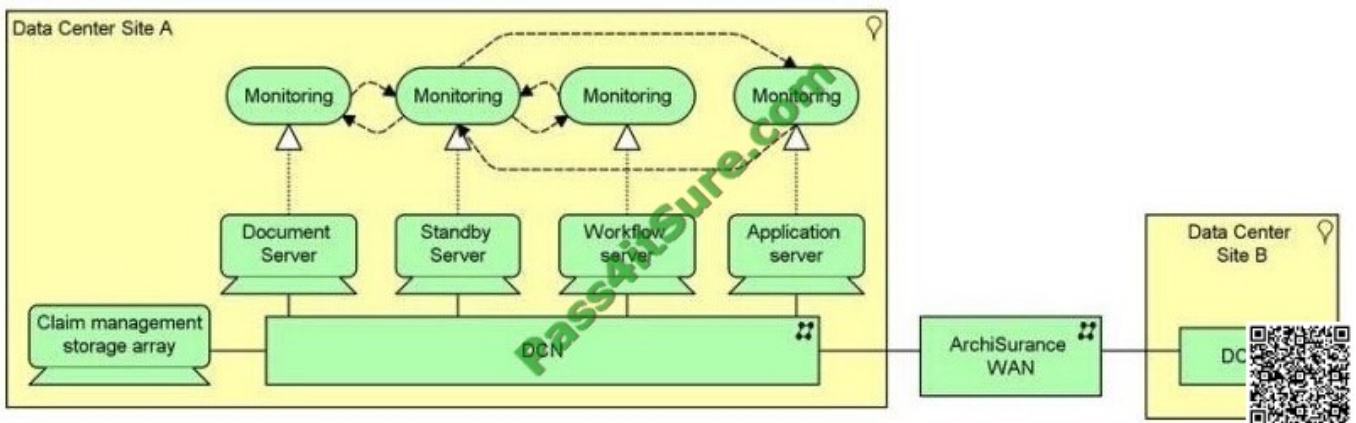 Data Center Site A
Monitoring
Monitoring
Monitoring
Monitoring
Document
Server
Standby
Server
Workflow
server
Application
server
Claim management
storage array
DCN
ArchiSurance
WAN
Data Center
Site B
Pass4itSure.com